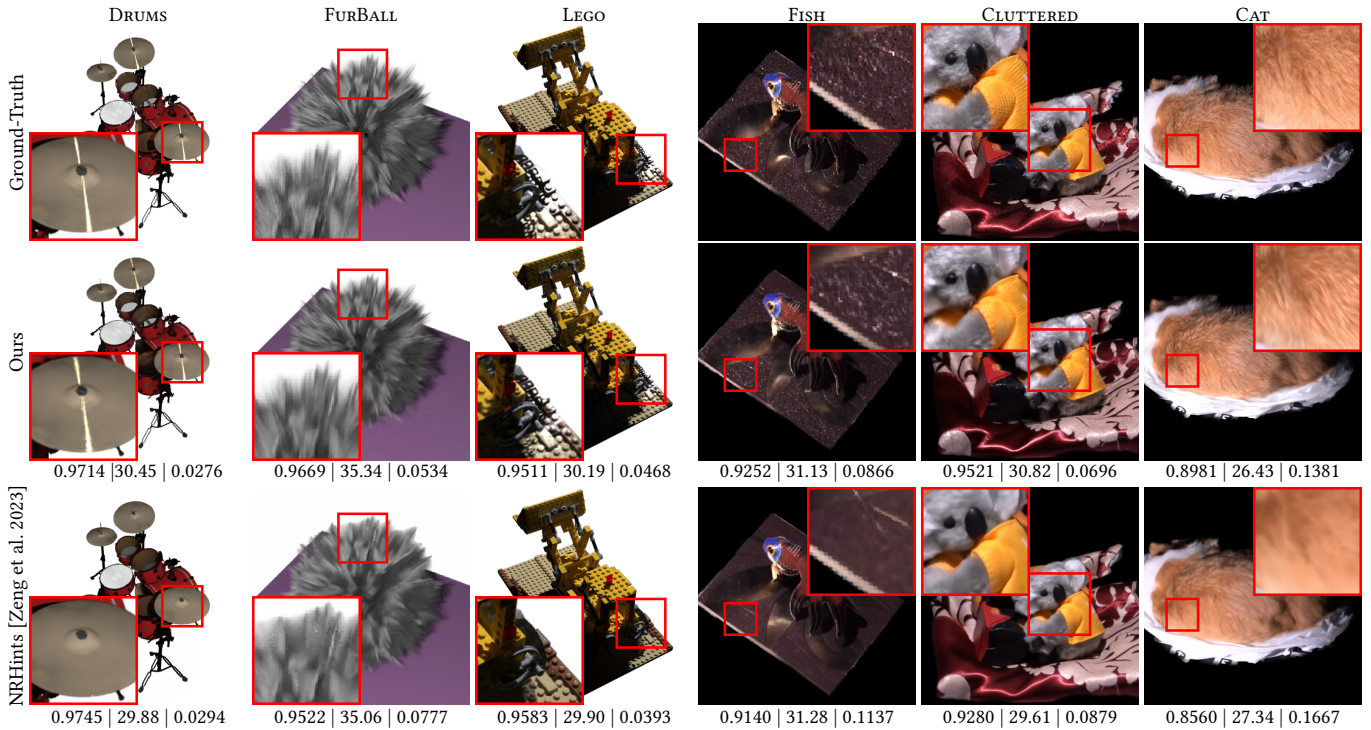 Drums FurBall Lego Fish Cluttered Cat
Ground-Truth
Ours
0.9714 |30.45 | 0.0276 0.9669 | 35.34 | 0.0534 0.9511 | 30.19 | 0.0468 0.9252 | 31.13 | 0.0866 0.9521 | 30.82 | 0.0696 0.8981 | 26.43 | 0.1381
NRHints [Zeng et al. 2023]
0.9745 | 29.88 | 0.0294 0.9522 | 35.06 | 0.0777 0.9583 | 29.90 | 0.0393 0.9140 | 31.28 | 0.1137 0.9280 | 29.61 | 0.0879 0.8560 | 27.34 | 0.1667